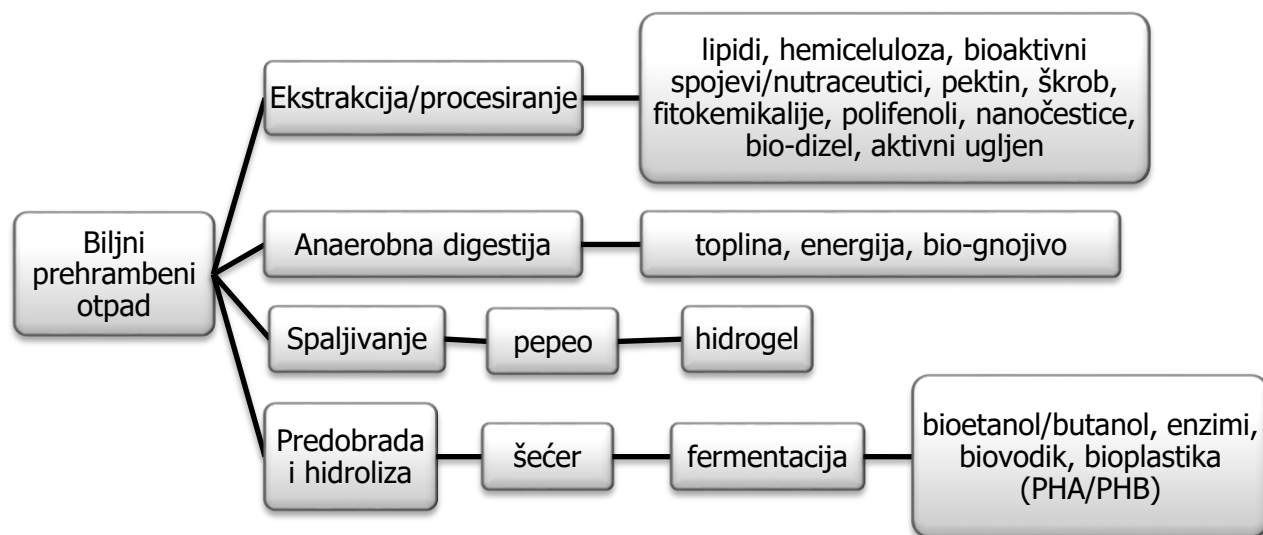 Biljni
prehrambeni
otpad
Ekstrakcija/procesiranje
lipidi, hemiceluloza, bioaktivni
spojevi/nutraceutici, pektin, škrob,
fitokemikalije, polifenoli, nanočestice,
bio-dizel, aktivni ugljen
Anaerobna digestija
toplina, energija, bio-gnojivo
Spaljivanje
pepeo
hidrogel
Predobrada
i hidroliza
šećer
fermentacija
bioetanol/butanol, enzimi,
biovodik, bioplastika
(PHA/PHB)